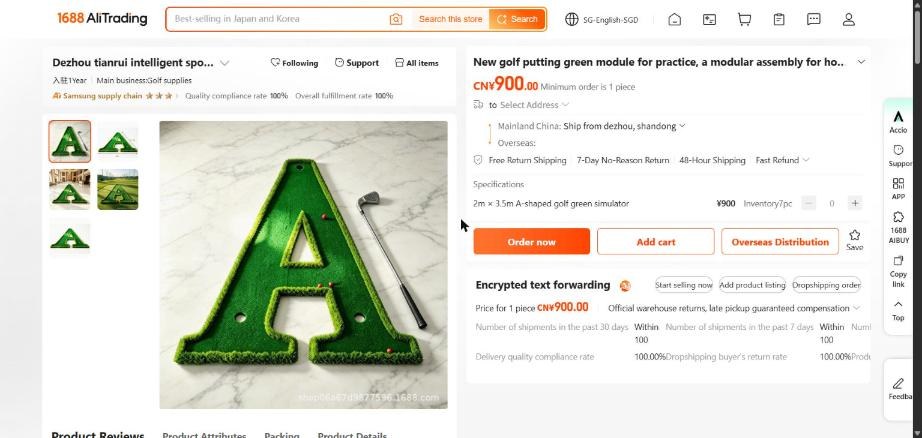 1688 AliTrading
Best-selling in Japan and Korea
Search this store
Search
SG-English-SGD
Dezhou tianrui intelligent spo...
Following
Support
All items
入驻1Year
Main business:Golf supplies
Samsung supply chain
Quality compliance rate 100%
Overall fulfillment rate 100%
shop06a67d9877596.1688.com
Product Reviews
Product Attributes
Packing
Product Details
New golf putting green module for practice, a modular assembly for ho..
CN¥900.00 Minimum order is 1 piece
to Select Address
Mainland China: Ship from dezhou, shandong
Overseas:
Free Return Shipping 7-Day No-Reason Return 48-Hour Shipping Fast Refund
Specifications
2m × 3.5m A-shaped golf green simulator
¥900
Inventory7pc
0
Order now
Add cart
Overseas Distribution
Save
Encrypted text forwarding
Start selling now
Add product listing
Dropshipping order
Price for 1 piece CN¥900.00
Official warehouse returns, late pickup guaranteed compensation
Number of shipments in the past 30 days Within 100
Number of shipments in the past 7 days Within 100
Delivery quality compliance rate 100.00%
Dropshipping buyer's return rate 100.00%
Accio
Suppor
APP
1688
AIBUY
Copy
link
Top
Feedba